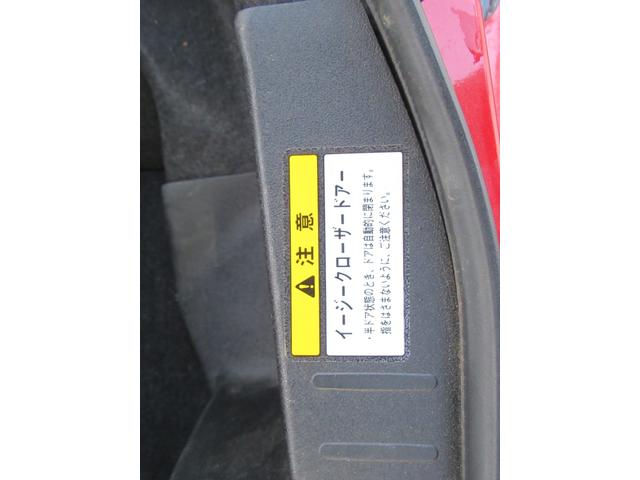 注意
イージークローザードアー
・半ドア状態のとき、ドアは自動的に閉まります。
指をはさまないように、ご注意ください。